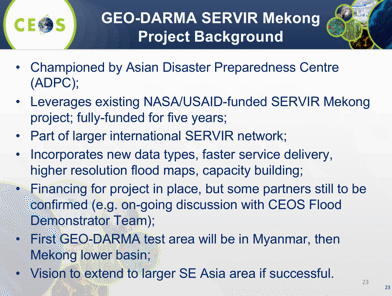 CEOS
GEO-DARMA SERVIR Mekong
Project Background
• Championed by Asian Disaster Preparedness Centre
(ADPC);
• Leverages existing NASA/USAID-funded SERVIR Mekong
project; fully-funded for five years;
• Part of larger international SERVIR network;
• Incorporates new data types, faster service delivery,
higher resolution flood maps, capacity building;
• Financing for project in place, but some partners still to be
confirmed (e.g. on-going discussion with CEOS Flood
Demonstrator Team);
• First GEO-DARMA test area will be in Myanmar, then
Mekong lower basin;
• Vision to extend to larger SE Asia area if successful.
23
23